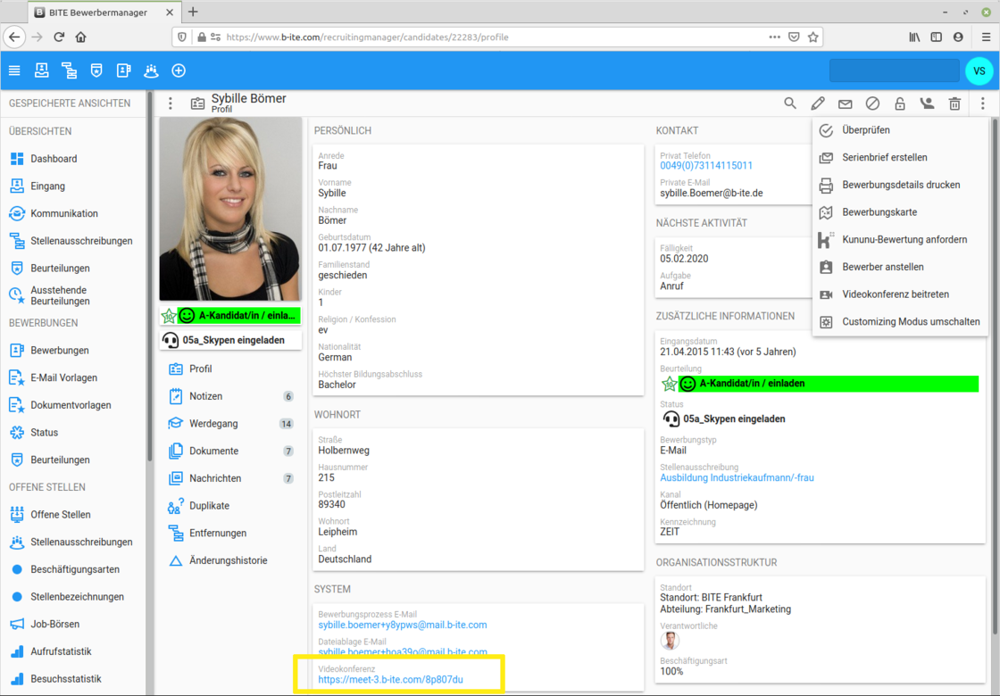 BITE Bewerbermanager
https://www.b-ite.com/recruitingmanager/candidates/22283/profile
VS
GESPEICHERTE ANSICHTEN
ÜBERSICHTEN
Dashboard
Eingang
Kommunikation
Stellenausschreibungen
Beurteilungen
Ausstehende
Beurteilungen
BEWERBUNGEN
Bewerbungen
E-Mail Vorlagen
Dokumentvorlagen
Status
Beurteilungen
OFFENE STELLEN
Offene Stellen
Stellenausschreibungen
Beschäftigungsarten
Stellenbezeichnungen
Job-Börsen
Aufrufstatistik
Besuchsstatistik
Sybille Bömer
Profil
10 A-Kandidat/in / einla...
05a_Skypen eingeladen
Profil
Notizen 6
Werdegang 14
Dokumente 7
Nachrichten 7
Duplikate
Entfernungen
Änderungshistorie
PERSÖNLICH
Anrede
Frau
Vorname
Sybille
Nachname
Bömer
Geburtsdatum
01.07.1977 (42 Jahre alt)
Familienstand
geschieden
Kinder
1
Religion / Konfession
ev
Nationalität
German
Höchster Bildungsabschluss
Bachelor
WOHNORT
Straße
Holbernweg
Hausnummer
215
Postleitzahl
89340
Wohnort
Leipheim
Land
Deutschland
SYSTEM
Bewerbungsprozess E-Mail
sybille.boemer+y8ypws@mail.b-ite.com
Dateiablage E-Mail
sybille.boemer+hoa39o@mail.b-ite.com
Videokonferenz
https://meet-3.b-ite.com/8p807du
KONTAKT
Privat Telefon
0049(0)73114115011
Private E-Mail
sybille.Boemer@b-ite.de
NÄCHSTE AKTIVITÄT
Fälligkeit
05.02.2020
Aufgabe
Anruf
ZUSÄTZLICHE INFORMATIONEN
Eingangsdatum
21.04.2015 11:43 (vor 5 Jahren)
Beurteilung
10 A-Kandidat/in / einladen
Status
05a_Skypen eingeladen
Bewerbungstyp
E-Mail
Stellenausschreibung
Ausbildung Industriekaufmann/-frau
Kanal
Öffentlich (Homepage)
Kennzeichnung
ZEIT
ORGANISATIONSSTRUKTUR
Standort
Standort: BITE Frankfurt
Abteilung: Frankfurt_Marketing
Verantwortliche
Beschäftigungsart
100%
Überprüfen
Serienbrief erstellen
Bewerbungsdetails drucken
Bewerbungskarte
Kununu-Bewertung anfordern
Bewerber anstellen
Videokonferenz beitreten
Customizing Modus umschalten